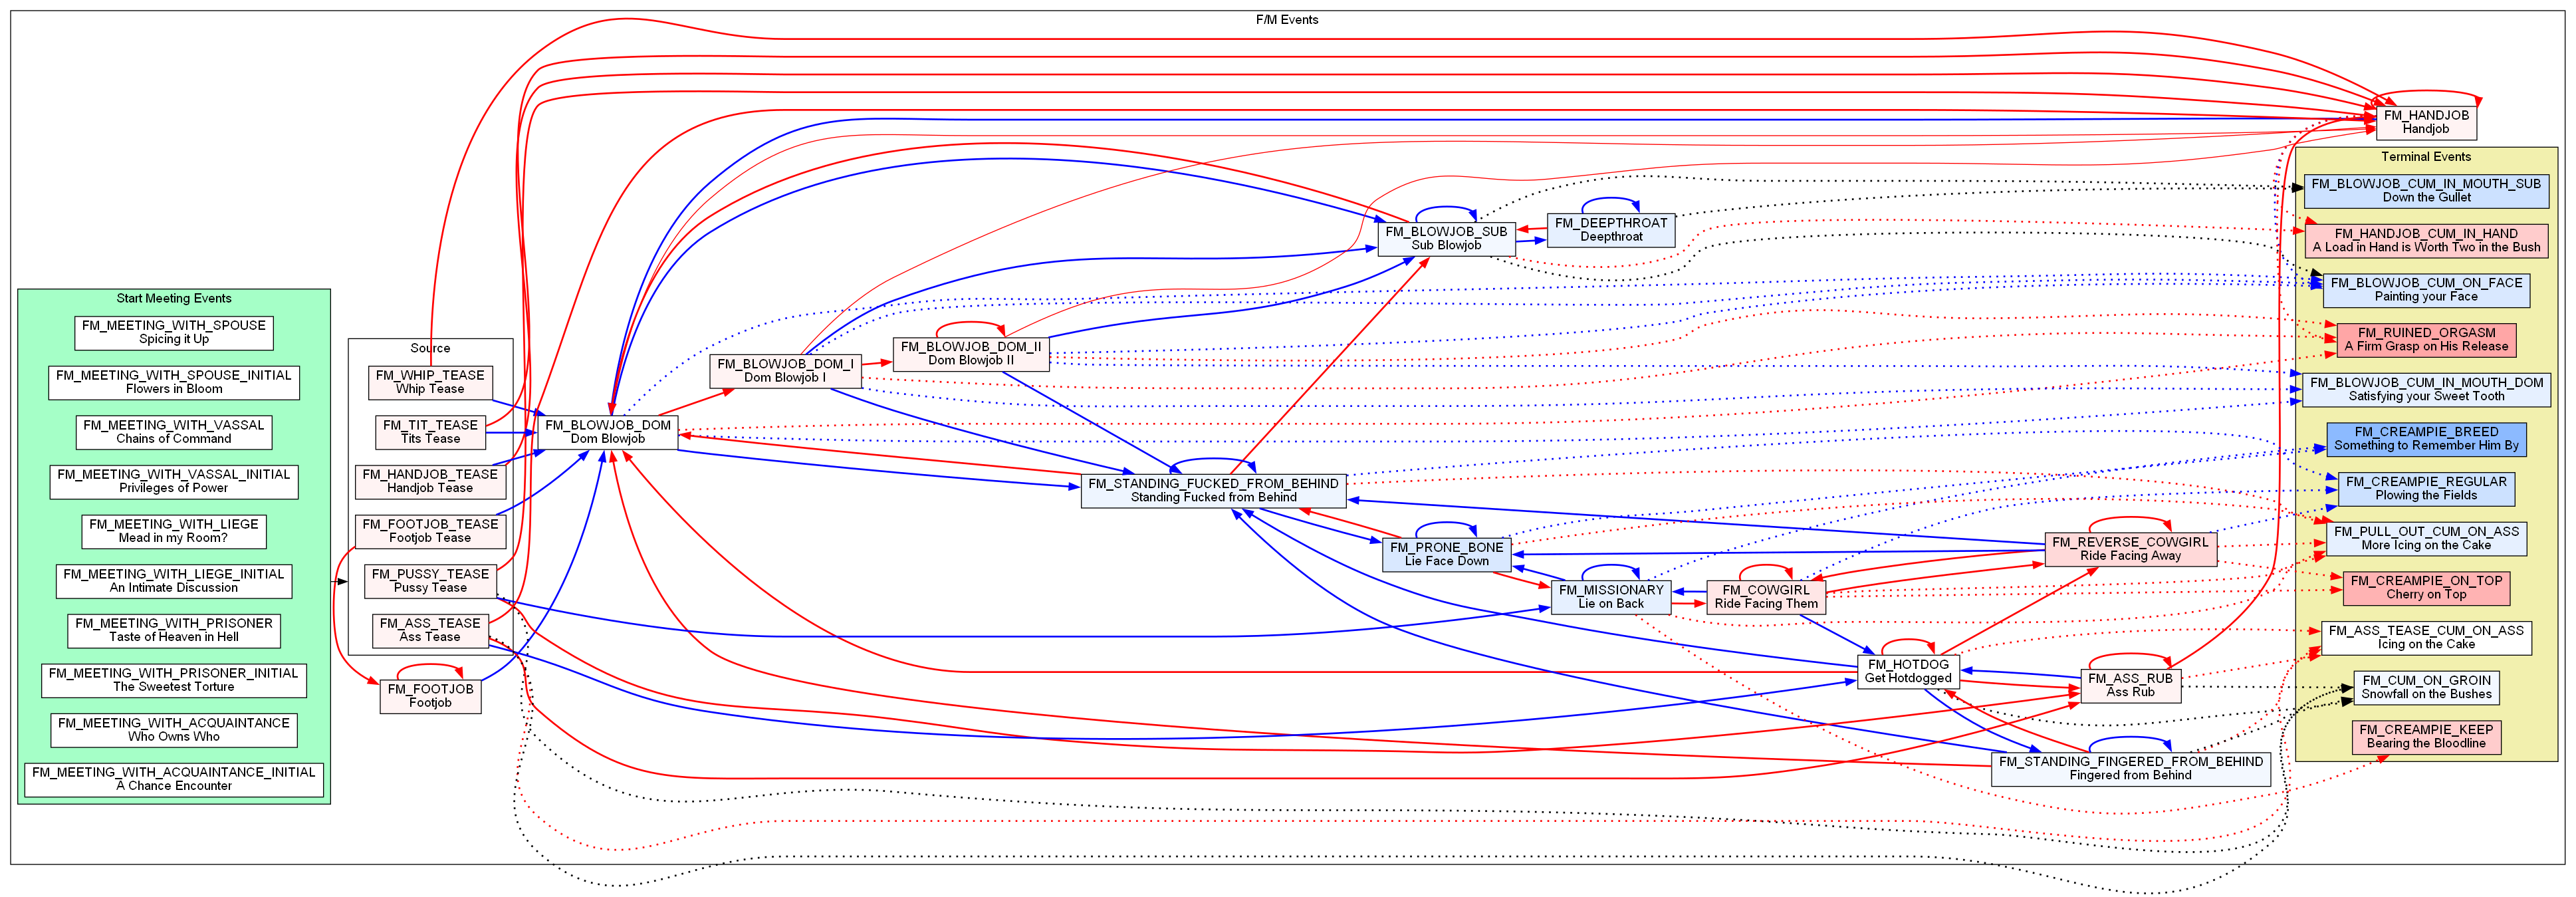 F/M Events
Start Meeting Events
FM_MEETING_WITH_SPOUSE
Spicing it Up
FM_MEETING_WITH_SPOUSE_INITIAL
Flowers in Bloom
FM_MEETING_WITH_VASSAL
Chains of Command
FM_MEETING_WITH_VASSAL_INITIAL
Privileges of Power
FM_MEETING_WITH_LIEGE
Mead in my Room?
FM_MEETING_WITH_LIEGE_INITIAL
An Intimate Discussion
FM_MEETING_WITH_PRISONER
Taste of Heaven in Hell
FM_MEETING_WITH_PRISONER_INITIAL
The Sweetest Torture
FM_MEETING_WITH_ACQUAINTANCE
Who Owns Who
FM_MEETING_WITH_ACQUAINTANCE_INITIAL
A Chance Encounter
Source
FM_WHIP_TEASE
Whip Tease
FM_TIT_TEASE
Tits Tease
FM_HANDJOB_TEASE
Handjob Tease
FM_FOOTJOB_TEASE
Footjob Tease
FM_PUSSY_TEASE
Pussy Tease
FM_ASS_TEASE
Ass Tease
FM_FOOTJOB
Footjob
FM_BLOWJOB_DOM
Dom Blowjob
FM_BLOWJOB_DOM_I
Dom Blowjob I
FM_BLOWJOB_DOM_II
Dom Blowjob II
FM_STANDING_FUCKED_FROM_BEHIND
Standing Fucked from Behind
FM_BLOWJOB_SUB
Sub Blowjob
FM_DEEPTHROAT
Deepthroat
FM_PRONE_BONE
Lie Face Down
FM_MISSIONARY
Lie on Back
FM_COWGIRL
Ride Facing Them
FM_HOTDOG
Get Hotdogged
FM_REVERSE_COWGIRL
Ride Facing Away
FM_ASS_RUB
Ass Rub
FM_STANDING_FINGERED_FROM_BEHIND
Fingered from Behind
FM_HANDJOB
Handjob
Terminal Events
FM_BLOWJOB_CUM_IN_MOUTH_SUB
Down the Gullet
FM_HANDJOB_CUM_IN_HAND
A Load in Hand is Worth Two in the Bush
FM_BLOWJOB_CUM_ON_FACE
Painting your Face
FM_RUINED_ORGASM
A Firm Grasp on His Release
FM_BLOWJOB_CUM_IN_MOUTH_DOM
Satisfying your Sweet Tooth
FM_CREAMPIE_BREED
Something to Remember Him By
FM_CREAMPIE_REGULAR
Plowing the Fields
FM_PULL_OUT_CUM_ON_ASS
More Icing on the Cake
FM_CREAMPIE_ON_TOP
Cherry on Top
FM_ASS_TEASE_CUM_ON_ASS
Icing on the Cake
FM_CUM_ON_GROIN
Snowfall on the Bushes
FM_CREAMPIE_KEEP
Bearing the Bloodline